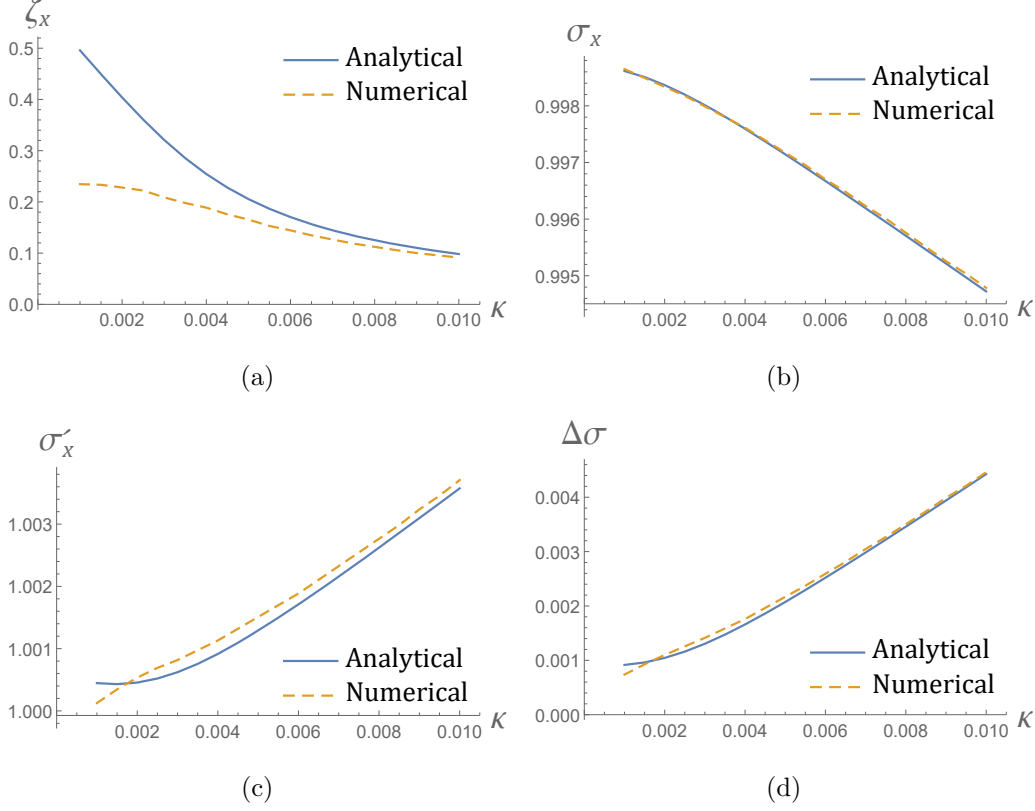 ζx
0.5
0.4
0.3
0.2
0.1
0.0
0.002 0.004 0.006 0.008 0.010 κ
Analytical
Numerical
(a)
σx
0.998
0.997
0.996
0.995
0.002 0.004 0.006 0.008 0.010 κ
Analytical
Numerical
(b)
σ′x
1.003
1.002
1.001
1.000
0.002 0.004 0.006 0.008 0.010 κ
Analytical
Numerical
(c)
Δσ
0.004
0.003
0.002
0.001
0.000
0.002 0.004 0.006 0.008 0.010 κ
Analytical
Numerical
(d)